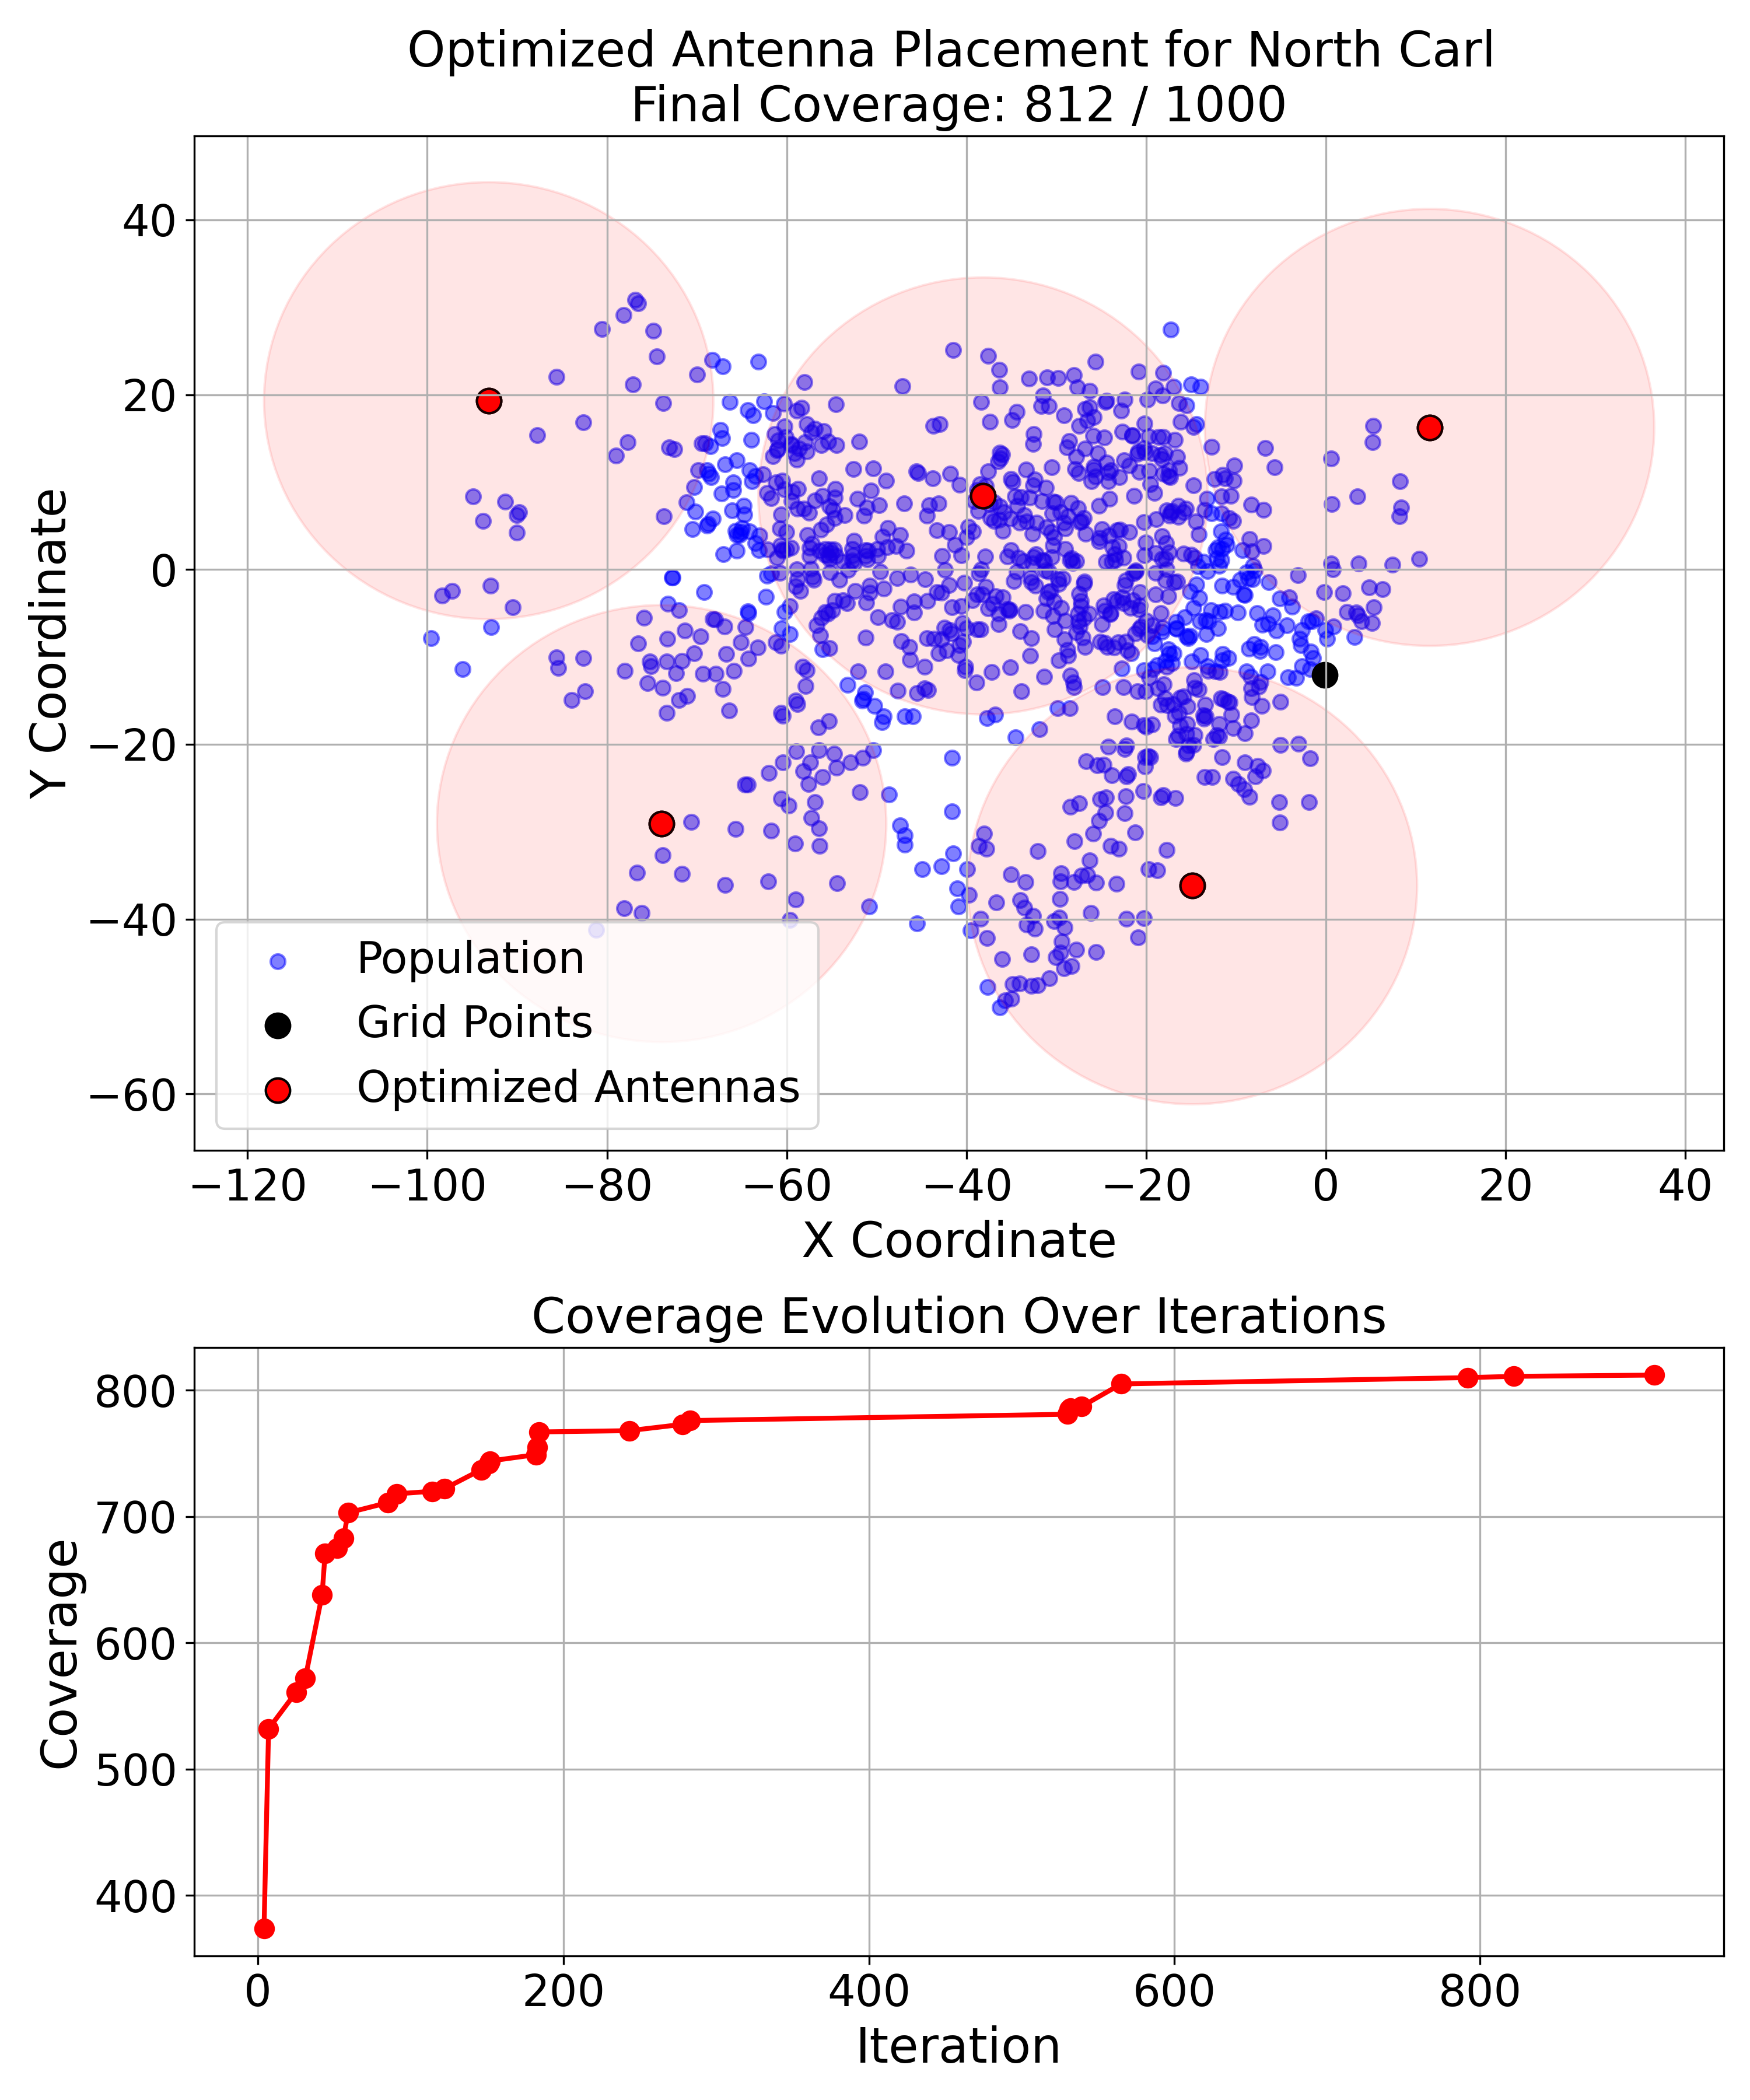 Optimized Antenna Placement for North Carl
Final Coverage: 812 / 1000
Y Coordinate
40
20
0
−20
−40
−60
Population
Grid Points
Optimized Antennas
−120 −100 −80 −60 −40 −20 0 20 40
X Coordinate
Coverage Evolution Over Iterations
Coverage
800
700
600
500
400
0 200 400 600 800
Iteration